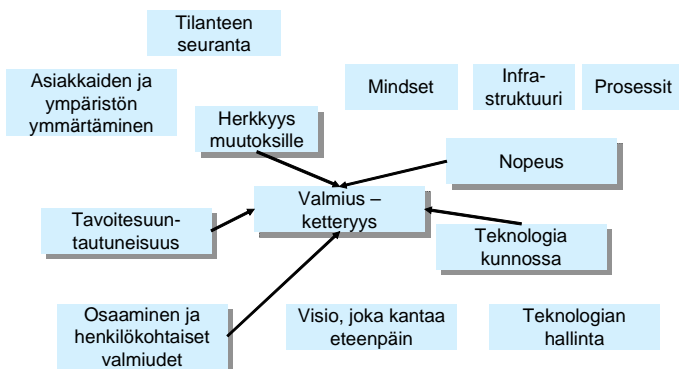 Tilanteen
seuranta
Asiakkaiden ja
ympäristön
ymmärtäminen
Mindset
Infra-
struktuuri
Prosessit
Herkkyys
muutoksille
Nopeus
Valmius –
ketteryys
Tavoitesuun-
tautuneisuus
Teknologia
kunnossa
Osaaminen ja
henkilökohtaiset
valmiudet
Visio, joka kantaa
eteenpäin
Teknologian
hallinta